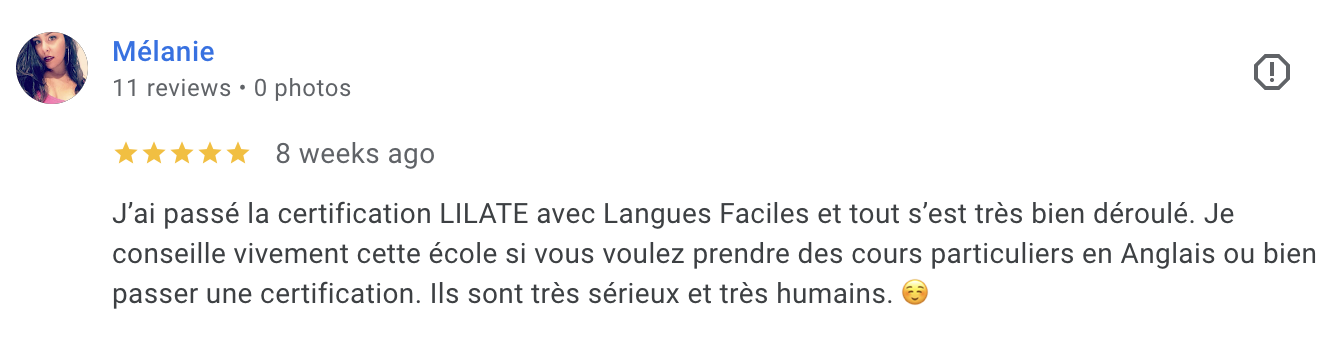 Mélanie
11 reviews • 0 photos
8 weeks ago
J’ai passé la certification LILATE avec Langues Faciles et tout s’est très bien déroulé. Je
conseille vivement cette école si vous voulez prendre des cours particuliers en Anglais ou bien
passer une certification. Ils sont très sérieux et très humains. ☺️